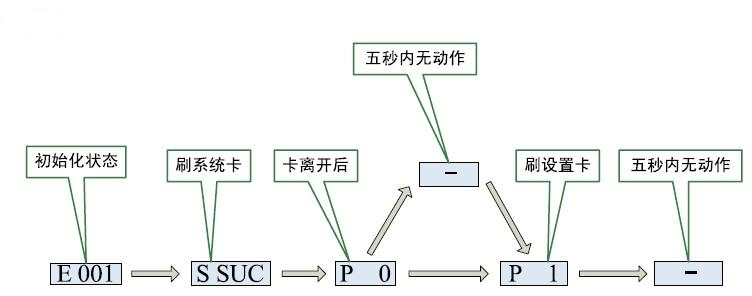 五秒内无动作
初始化状态
刷系统卡
卡离开后
-
刷设置卡
五秒内无动作
E 001
S SUC
P 0
P 1
-